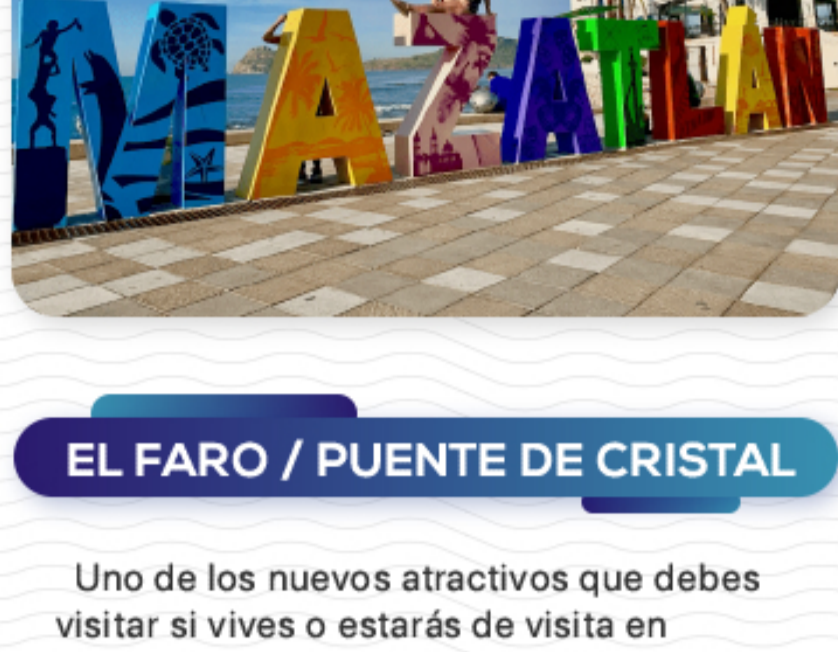 MAZATLAN
EL FARO / PUENTE DE CRISTAL
Uno de los nuevos atractivos que debes
visitar si vives o estarás de visita en